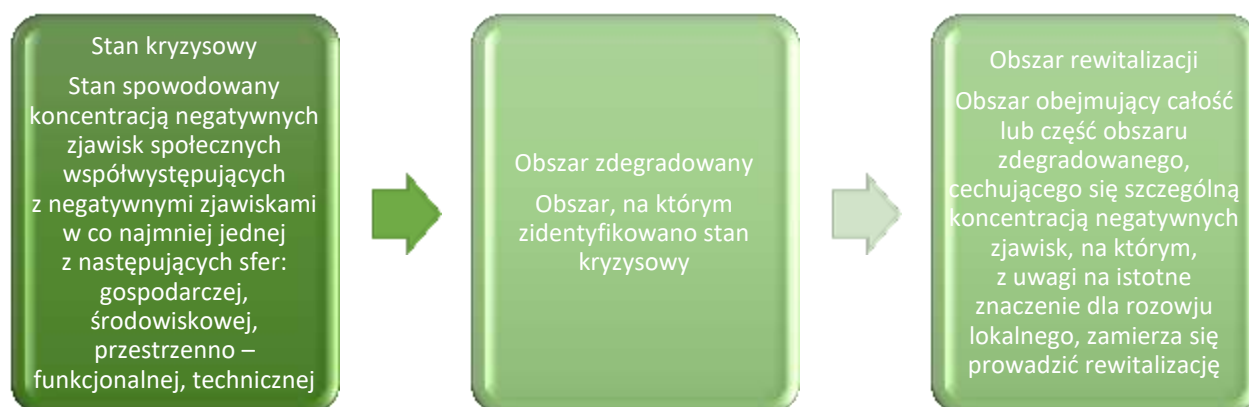 Stan kryzysowy
Stan spowodowany
koncentracją negatywnych
zjawisk społecznych
współwystępujących
z negatywnymi zjawiskami
w co najmniej jednej
z następujących sfer:
gospodarczej,
środowiskowej,
przestrzenno –
funkcjonalnej, technicznej
Obszar zdegradowany
Obszar, na którym
zidentyfikowano stan
kryzysowy
Obszar rewitalizacji
Obszar obejmujący całość
lub część obszaru
zdegradowanego,
cechującego się szczególną
koncentracją negatywnych
zjawisk, na którym,
z uwagi na istotne
znaczenie dla rozowju
lokalnego, zamierza się
prowadzić rewitalizację